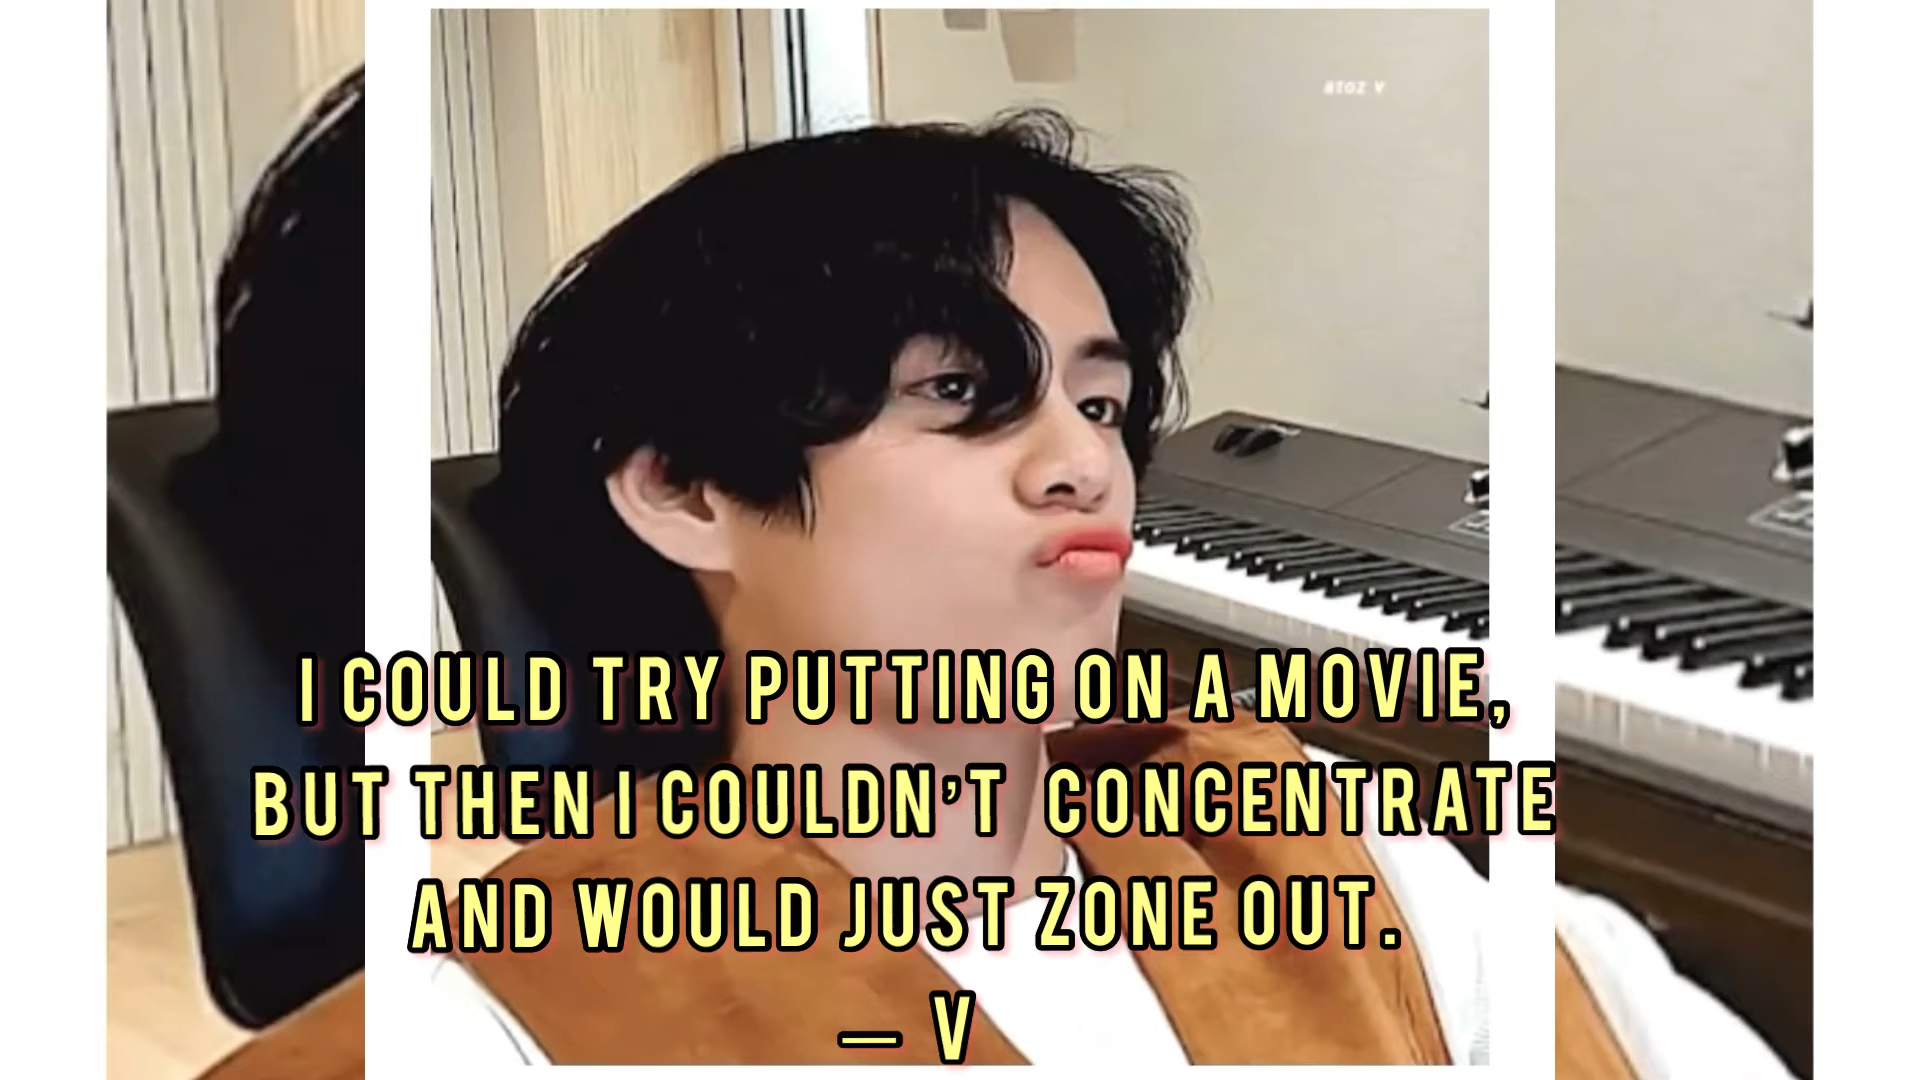 I COULD TRY PUTTING ON A MOVIE,
BUT THEN I COULDN'T CONCENTRATE
AND WOULD JUST ZONE OUT.
— V